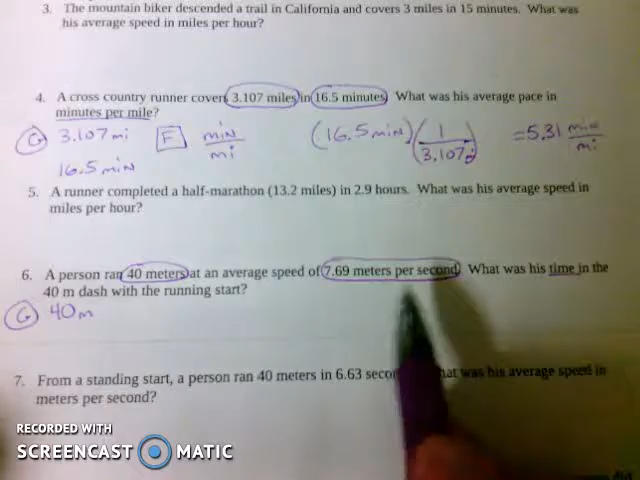 3. The mountain biker descended a trail in California and covers 3 miles in 15 minutes. What was
his average speed in miles per hour?
4. A cross country runner covers 3.107 miles in 16.5 minutes. What was his average pace in
minutes per mile?
G 3.107 mi F min/mi (16.5 min)(1/3.107 mi) = 5.31 min/mi
16.5 min
5. A runner completed a half-marathon (13.2 miles) in 2.9 hours. What was his average speed in
miles per hour?
6. A person ran 40 meters at an average speed of 7.69 meters per second. What was his time in the
40 m dash with the running start?
G 40m
7. From a standing start, a person ran 40 meters in 6.63 was his average speed in
meters per second?
RECORDED WITH
SCREENCAST MATIC